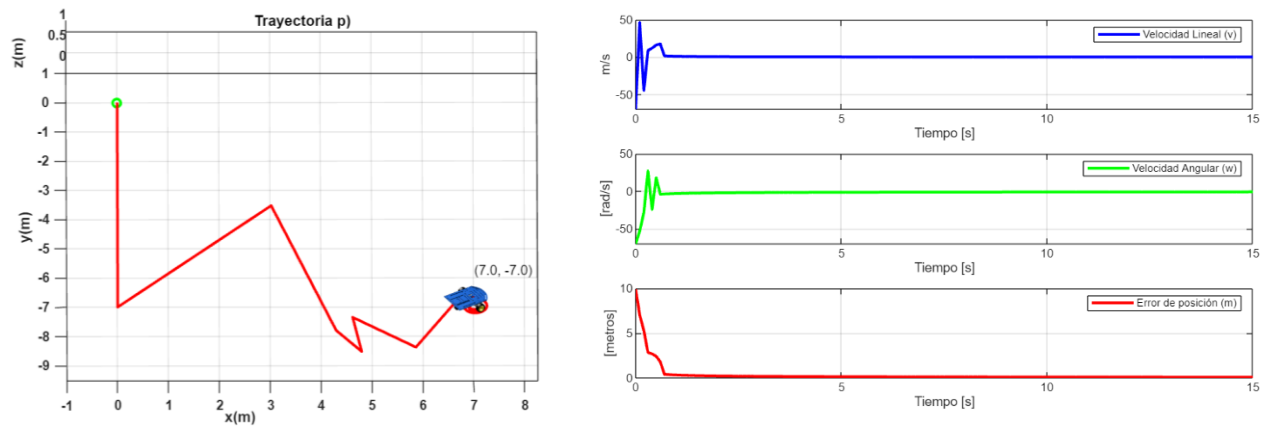 Trayectoria p)
z(m)
1
0.5
0
y(m)
1
0
-1
-2
-3
-4
-5
-6
-7
-8
-9
(7.0, -7.0)
-1 0 1 2 3 4 5 6 7 8
x(m)
50
0
-50
m/s
Velocidad Lineal (v)
0 5 10 15
Tiempo [s]
50
0
-50
[rad/s]
Velocidad Angular (w)
0 5 10 15
Tiempo [s]
10
5
0
[metros]
Error de posición (m)
0 5 10 15
Tiempo [s]